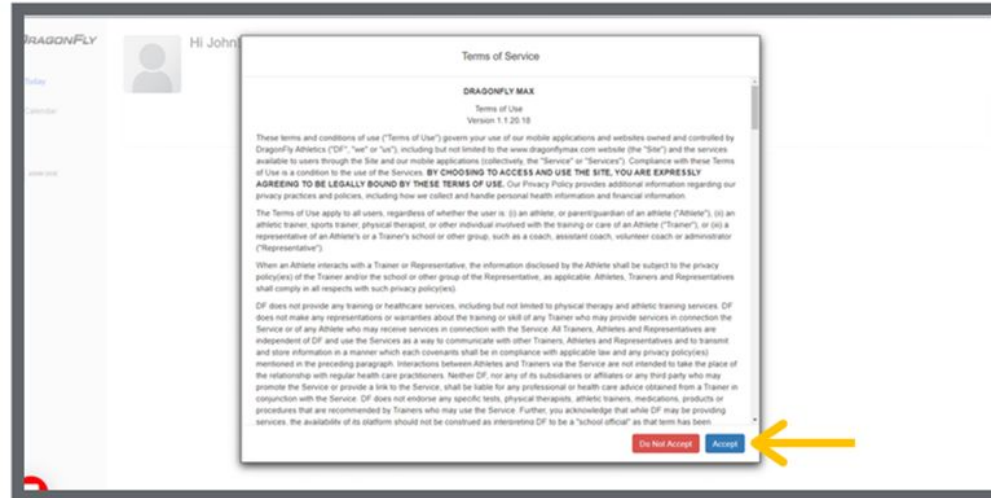 DRAGONFLY
Hi John!
Today
Calendar
Terms of Service
DRAGONFLY MAX
Terms of Use
Version 1.1.20.18
These terms and conditions of use ("Terms of Use") govern your use of our mobile applications and websites owned and controlled by
DragonFly Athletics ("DF", "we" or "us"), including but not limited to the www.dragonflymax.com website (the "Site") and the services
available to users through the Site and our mobile applications (collectively, the "Service" or "Services"). Compliance with these Terms
of Use is a condition to the use of the Services. BY CHOOSING TO ACCESS AND USE THE SITE, YOU ARE EXPRESSLY
AGREEING TO BE LEGALLY BOUND BY THESE TERMS OF USE. Our Privacy Policy provides additional information regarding our
privacy practices and policies, including how we collect and handle personal health information and financial information.
The Terms of Use apply to all users, regardless of whether the user is: (i) an athlete, or parent/guardian of an athlete ("Athlete"), (ii) an
athletic trainer, sports trainer, physical therapist, or other individual involved with the training or care of an Athlete ("Trainer"), or (iii) a
representative of an Athlete's or a Trainer's school or other group, such as a coach, assistant coach, volunteer coach or administrator
("Representative").
When an Athlete interacts with a Trainer or Representative, the information disclosed by the Athlete shall be subject to the privacy
policy(ies) of the Trainer and/or the school or other group of the Representative, as applicable. Athletes, Trainers and Representatives
shall comply in all respects with such privacy policy(ies).
DF does not provide any training or healthcare services, including but not limited to physical therapy and athletic training services. DF
does not make any representations or warranties about the training or skill of any Trainer who may provide services in connection the
Service or of any Athlete who may receive services in connection with the Service. All Trainers, Athletes and Representatives are
independent of DF and use the Services as a way to communicate with other Trainers, Athletes and Representatives and to transmit
and store information in a manner which each covenants shall be in compliance with applicable law and any privacy policy(ies)
mentioned in the preceding paragraph. Interactions between Athletes and Trainers via the Service are not intended to take the place of
the relationship with regular health care practitioners. Neither DF, nor any of its subsidiaries or affiliates or any third party who may
promote the Service or provide a link to the Service, shall be liable for any professional or health care advice obtained from a Trainer in
conjunction with the Service. DF does not endorse any specific tests, physical therapists, athletic trainers, medications, products or
procedures that are recommended by Trainers who may use the Service. Further, you acknowledge that while DF may be providing
services, the availability of its platform should not be construed as interpreting DF to be a "school official" as that term has been
Do Not Accept Accept